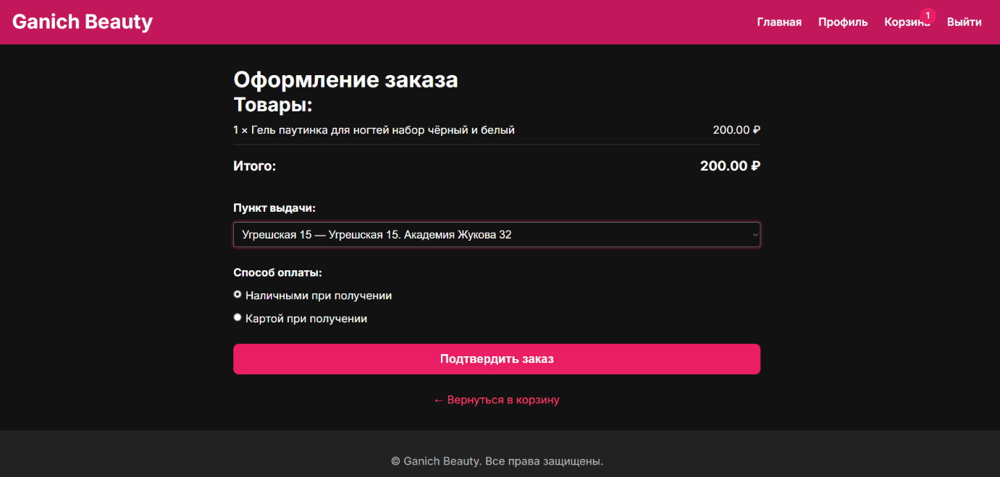 Ganich Beauty
Главная Профиль Корзина 1 Выйти
Оформление заказа
Товары:
1 × Гель паутинка для ногтей набор чёрный и белый 200.00 ₽
Итого: 200.00 ₽
Пункт выдачи:
Угрешская 15 — Угрешская 15. Академия Жукова 32
Способ оплаты:
Наличными при получении
Картой при получении
Подтвердить заказ
← Вернуться в корзину
© Ganich Beauty. Все права защищены.